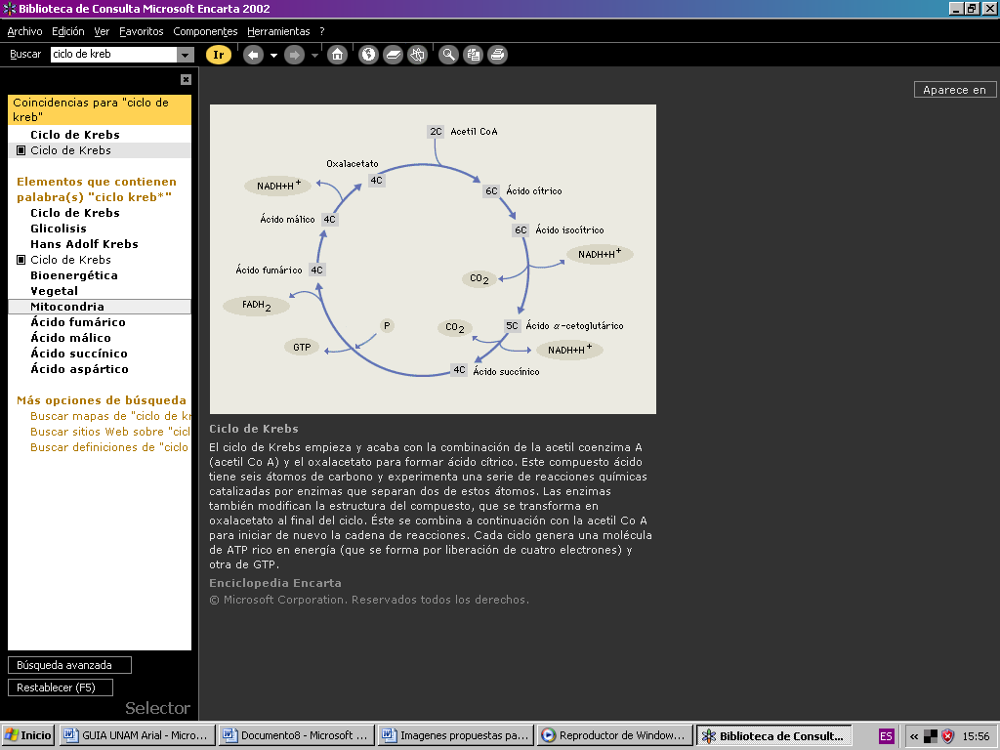 Biblioteca de Consulta Microsoft Encarta 2002
Archivo Edición Ver Favoritos Componentes Herramientas ?
Buscar ciclo de kreb Ir
Aparece en
Coincidencias para "ciclo de
kreb"
Ciclo de Krebs
Ciclo de Krebs
Elementos que contienen
palabra(s) "ciclo kreb*"
Ciclo de Krebs
Glicolisis
Hans Adolf Krebs
Ciclo de Krebs
Bioenergética
Vegetal
Mitocondria
Ácido fumárico
Ácido málico
Ácido succínico
Ácido aspártico
Más opciones de búsqueda
Buscar mapas de "ciclo de kr
Buscar sitios Web sobre "cicl
Buscar definiciones de "ciclo
Búsqueda avanzada
Restablecer (F5)
Selector
2C Acetil CoA
Oxalacetato
4C
NADH+H+
6C Ácido cítrico
Ácido málico 4C
6C Ácido isocítrico
NADH+H+
Ácido fumárico 4C
CO2
FADH2
P
CO2
5C Ácido α-cetoglutárico
GTP
NADH+H+
4C Ácido succínico
Ciclo de Krebs
El ciclo de Krebs empieza y acaba con la combinación de la acetil coenzima A
(acetil Co A) y el oxalacetato para formar ácido cítrico. Este compuesto ácido
tiene seis átomos de carbono y experimenta una serie de reacciones químicas
catalizadas por enzimas que separan dos de estos átomos. Las enzimas
también modifican la estructura del compuesto, que se transforma en
oxalacetato al final del ciclo. Éste se combina a continuación con la acetil Co A
para iniciar de nuevo la cadena de reacciones. Cada ciclo genera una molécula
de ATP rico en energía (que se forma por liberación de cuatro electrones) y
otra de GTP.
Enciclopedia Encarta
© Microsoft Corporation. Reservados todos los derechos.
Inicio GUIA UNAM Arial - Micro... Documento8 - Microsoft ... Imagenes propuestas pa... Reproductor de Window... Biblioteca de Consult... ES « 15:56